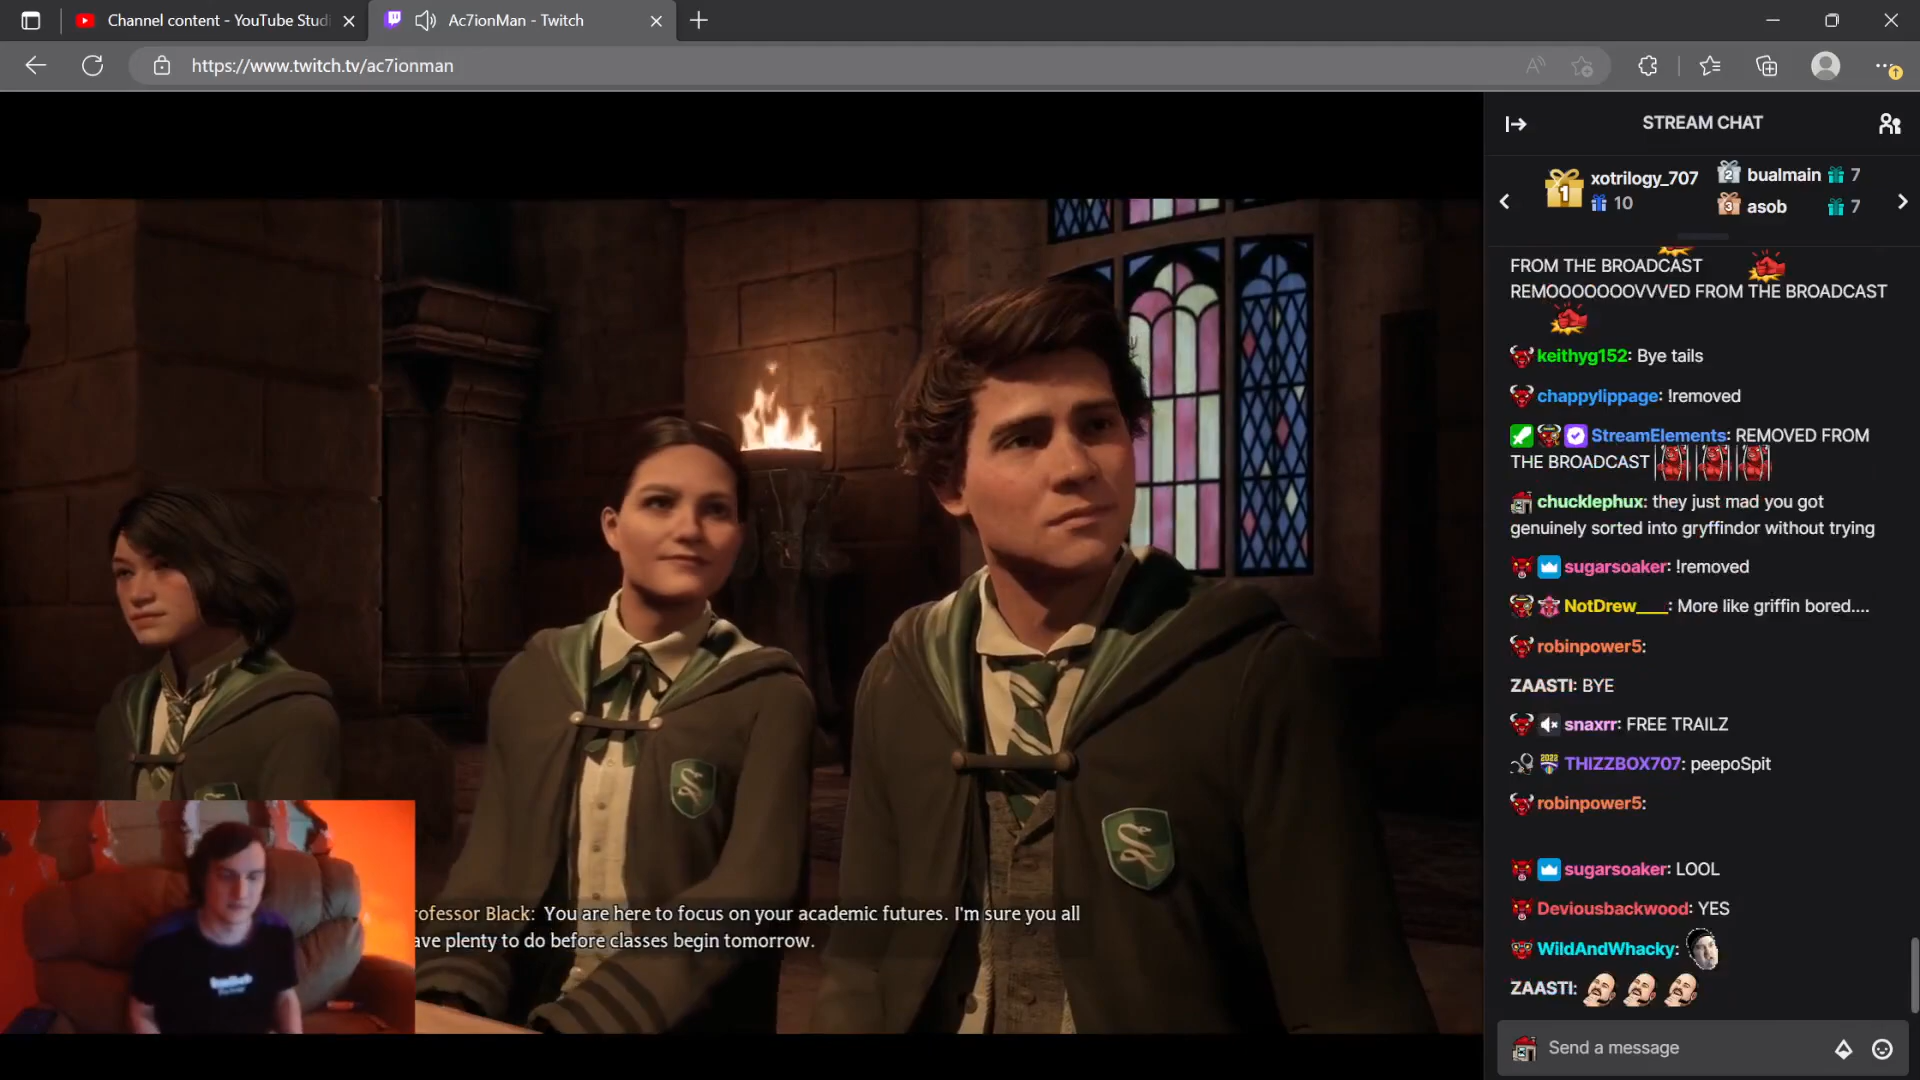 Channel content - YouTube Studi
Ac7ionMan - Twitch
https://www.twitch.tv/ac7ionman
STREAM CHAT
1 xotrilogy_707 10
2 bualmain 7
3 asob 7
FROM THE BROADCAST
REMOOOOOOOVVVED FROM THE BROADCAST
keithyg152: Bye tails
chappylippage: !removed
StreamElements: REMOVED FROM
THE BROADCAST
chucklephux: they just mad you got
genuinely sorted into gryffindor without trying
sugarsoaker: !removed
NotDrew___: More like griffin bored....
robinpower5:
ZAASTI: BYE
snaxrr: FREE TRAILZ
THIZZBOX707: peepoSpit
robinpower5:
sugarsoaker: LOOL
Deviousbackwood: YES
WildAndWhacky:
ZAASTI:
Send a message
rofessor Black: You are here to focus on your academic futures. I'm sure you all
ave plenty to do before classes begin tomorrow.